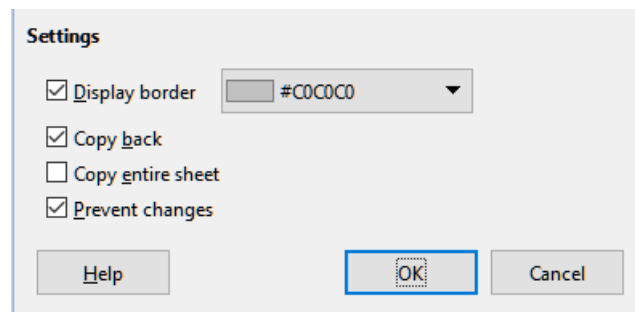 Settings
Display border #C0C0C0
Copy back
Copy entire sheet
Prevent changes
Help OK Cancel